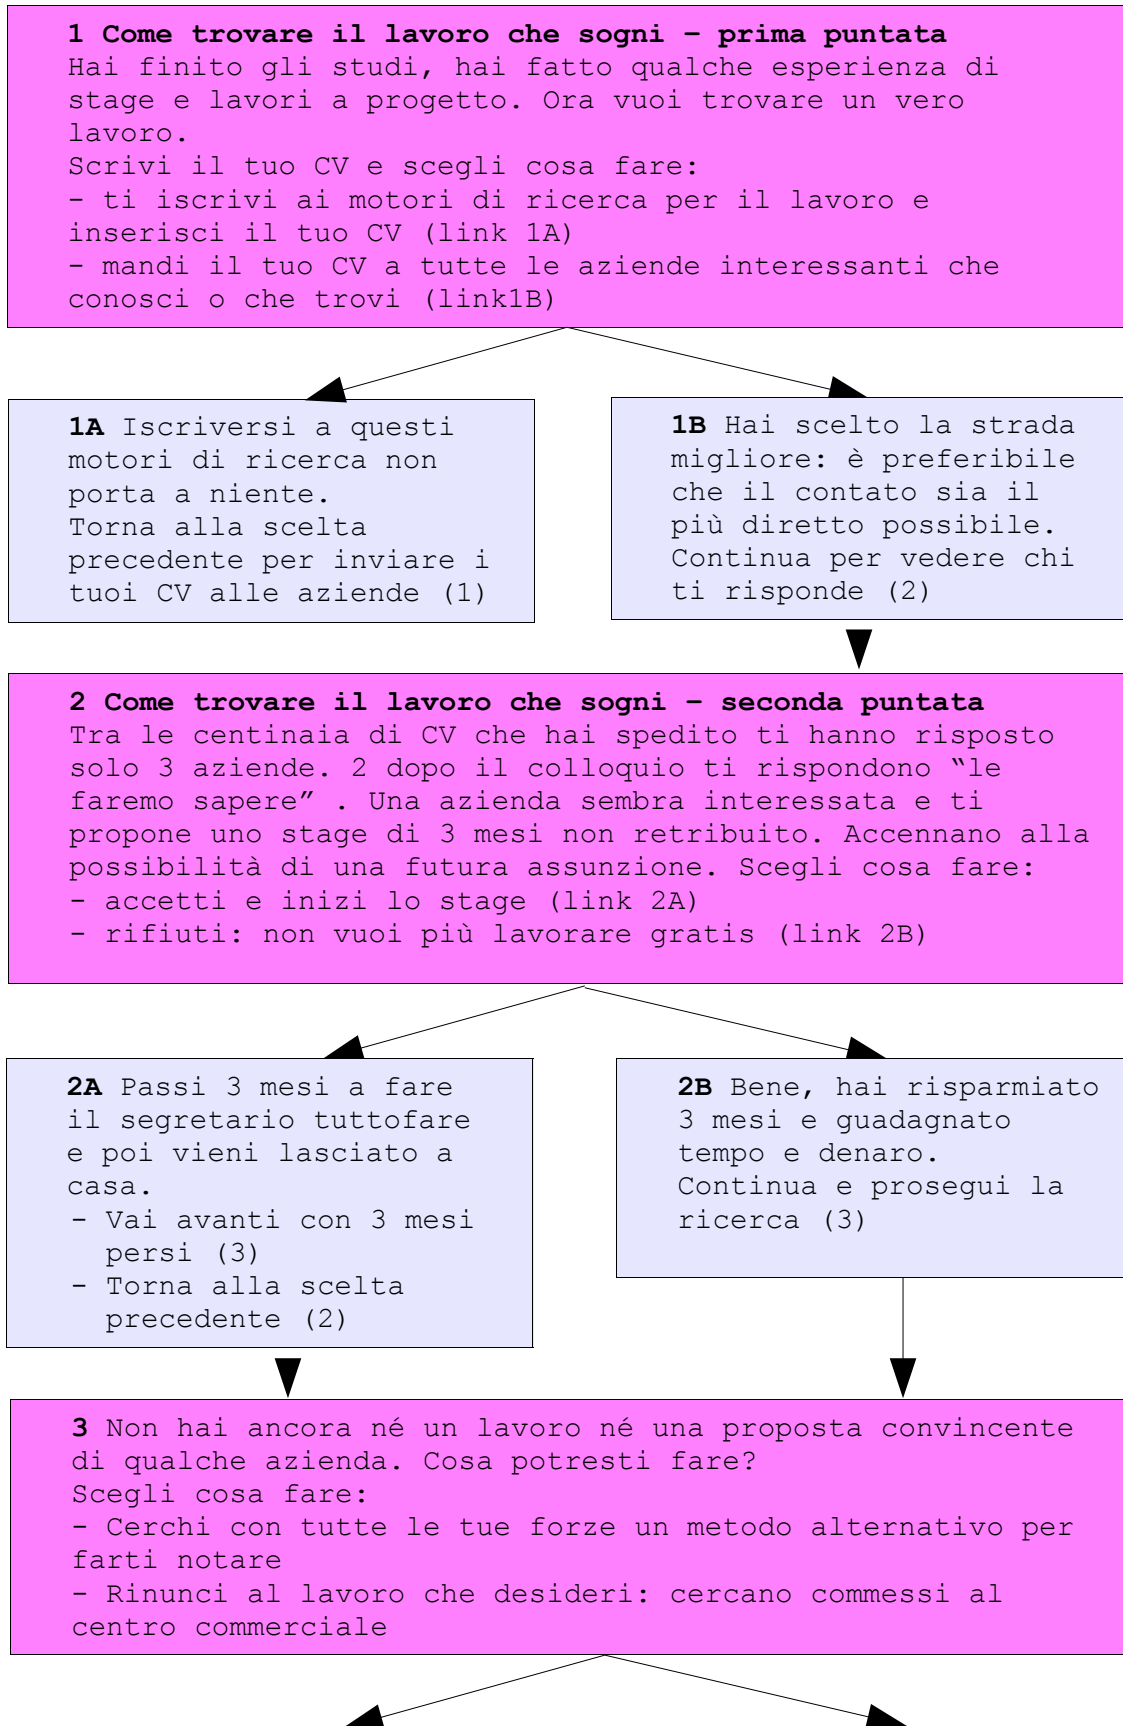 1 Come trovare il lavoro che sogni – prima puntata
Hai finito gli studi, hai fatto qualche esperienza di
stage e lavori a progetto. Ora vuoi trovare un vero
lavoro.
Scrivi il tuo CV e scegli cosa fare:
- ti iscrivi ai motori di ricerca per il lavoro e
inserisci il tuo CV (link 1A)
- mandi il tuo CV a tutte le aziende interessanti che
conosci o che trovi (link1B)
1A Iscriversi a questi
motori di ricerca non
porta a niente.
Torna alla scelta
precedente per inviare i
tuoi CV alle aziende (1)
1B Hai scelto la strada
migliore: è preferibile
che il contato sia il
più diretto possibile.
Continua per vedere chi
ti risponde (2)
2 Come trovare il lavoro che sogni – seconda puntata
Tra le centinaia di CV che hai spedito ti hanno risposto
solo 3 aziende. 2 dopo il colloquio ti rispondono “le
faremo sapere” . Una azienda sembra interessata e ti
propone uno stage di 3 mesi non retribuito. Accennano alla
possibilità di una futura assunzione. Scegli cosa fare:
- accetti e inizi lo stage (link 2A)
- rifiuti: non vuoi più lavorare gratis (link 2B)
2A Passi 3 mesi a fare
il segretario tuttofare
e poi vieni lasciato a
casa.
- Vai avanti con 3 mesi
persi (3)
- Torna alla scelta
precedente (2)
2B Bene, hai risparmiato
3 mesi e guadagnato
tempo e denaro.
Continua e prosegui la
ricerca (3)
3 Non hai ancora né un lavoro né una proposta convincente
di qualche azienda. Cosa potresti fare?
Scegli cosa fare:
- Cerchi con tutte le tue forze un metodo alternativo per
farti notare
- Rinunci al lavoro che desideri: cercano commessi al
centro commerciale